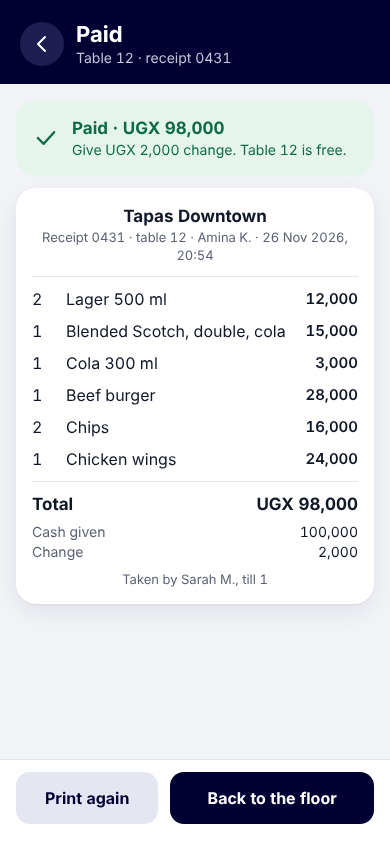 Paid
Table 12 · receipt 0431
Paid · UGX 98,000
Give UGX 2,000 change. Table 12 is free.
Tapas Downtown
Receipt 0431 · table 12 · Amina K. · 26 Nov 2026,
20:54
2 Lager 500 ml 12,000
1 Blended Scotch, double, cola 15,000
1 Cola 300 ml 3,000
1 Beef burger 28,000
2 Chips 16,000
1 Chicken wings 24,000
Total UGX 98,000
Cash given 100,000
Change 2,000
Taken by Sarah M., till 1
Print again Back to the floor